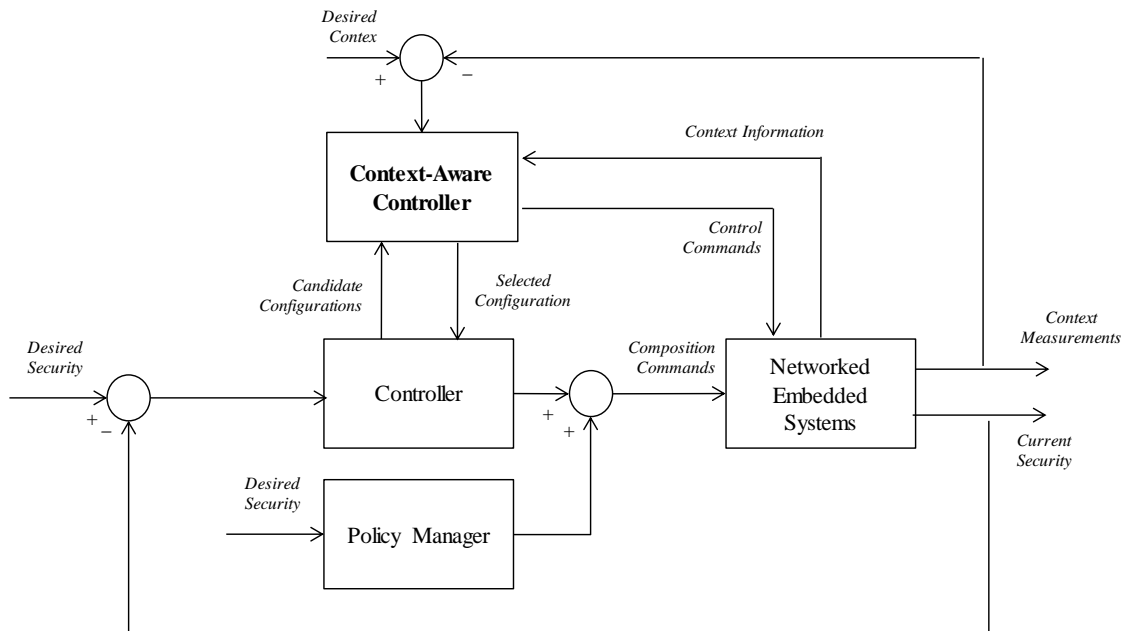 Desired
Contex
+
−
Context Information
Context-Aware
Controller
Control
Commands
Candidate
Configurations
Selected
Configuration
Context
Measurements
Desired
Security
Composition
Commands
Controller
Networked
Embedded
Systems
+
−
+
+
Current
Security
Desired
Security
Policy Manager